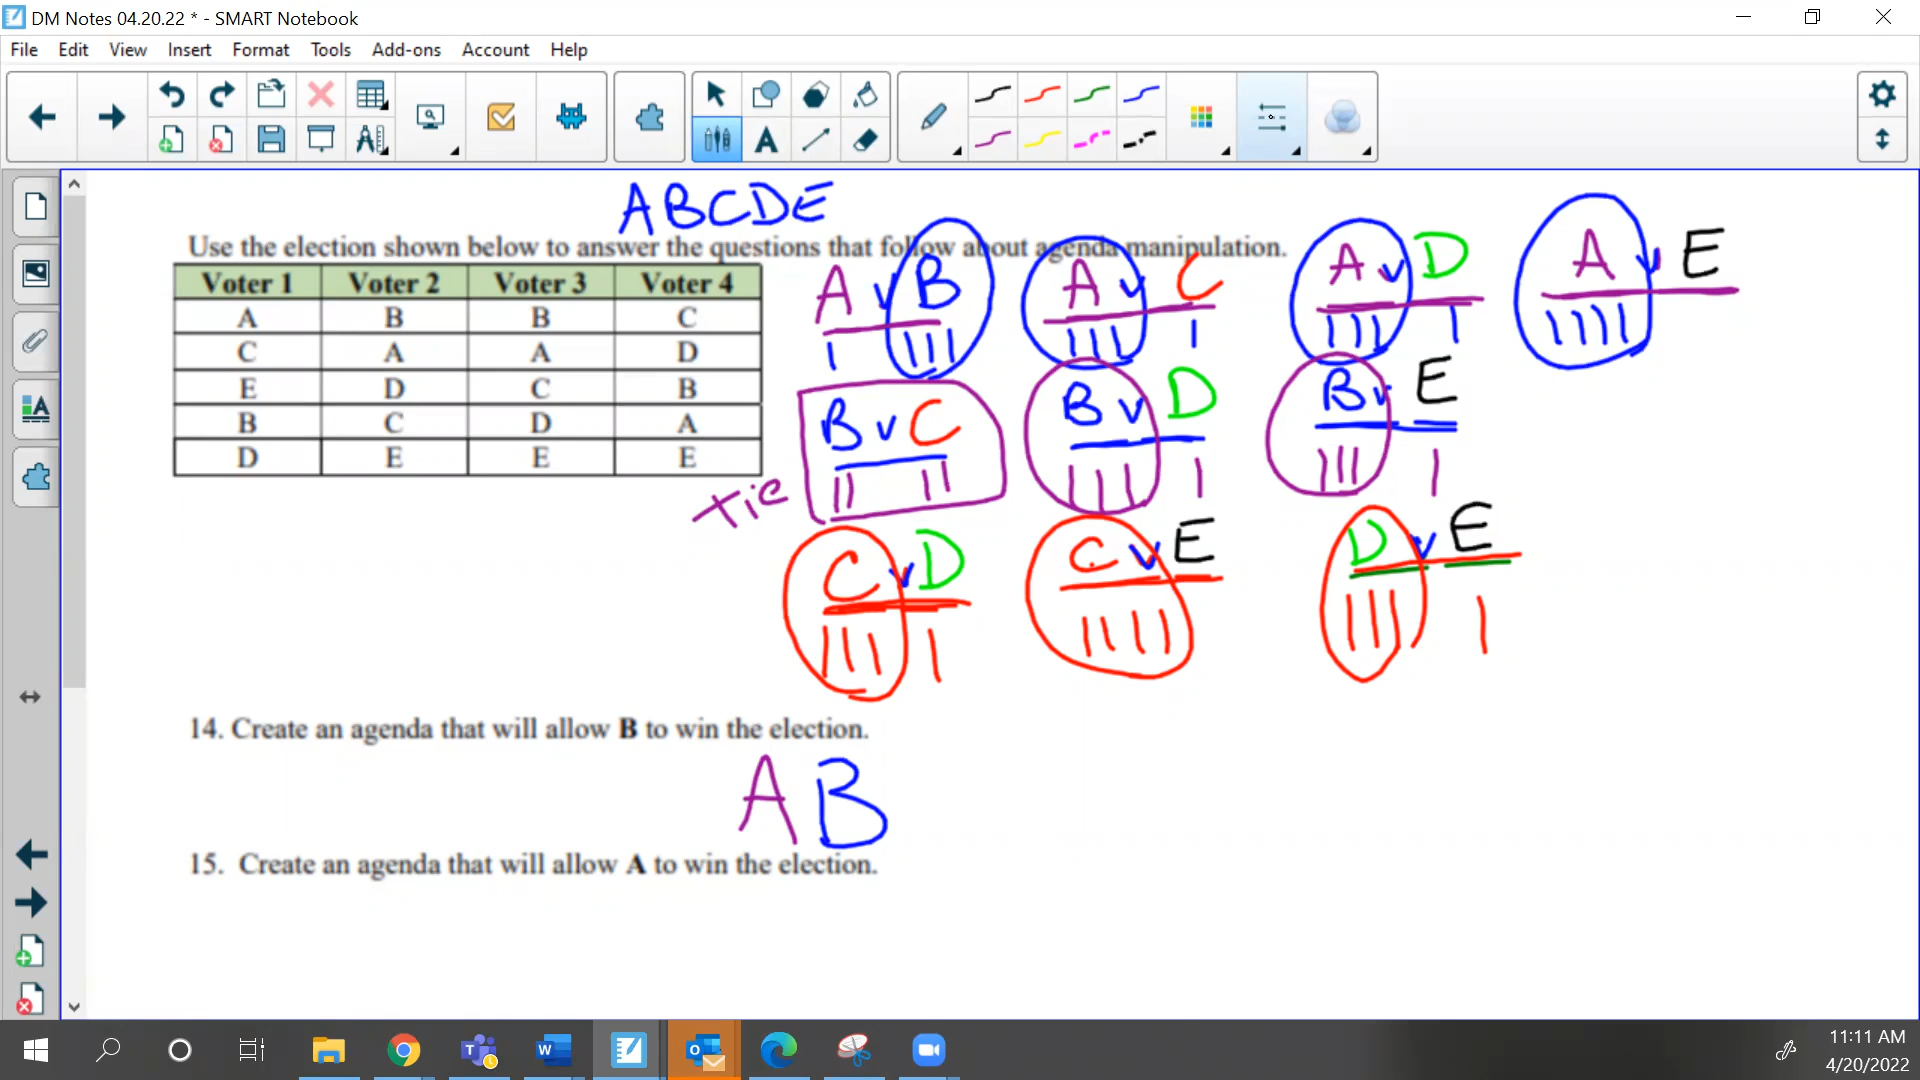 DM Notes 04.20.22 * - SMART Notebook
File Edit View Insert Format Tools Add-ons Account Help
ABCDE
Use the election shown below to answer the questions that follow about agenda manipulation.
Voter 1 Voter 2 Voter 3 Voter 4
A B B C
C A A D
E D C B
B C D A
D E E E
A v B A v C A v D A v E
B v C B v D B v E
tie
C v D C v E D v E
14. Create an agenda that will allow B to win the election.
A B
15. Create an agenda that will allow A to win the election.
11:11 AM
4/20/2022